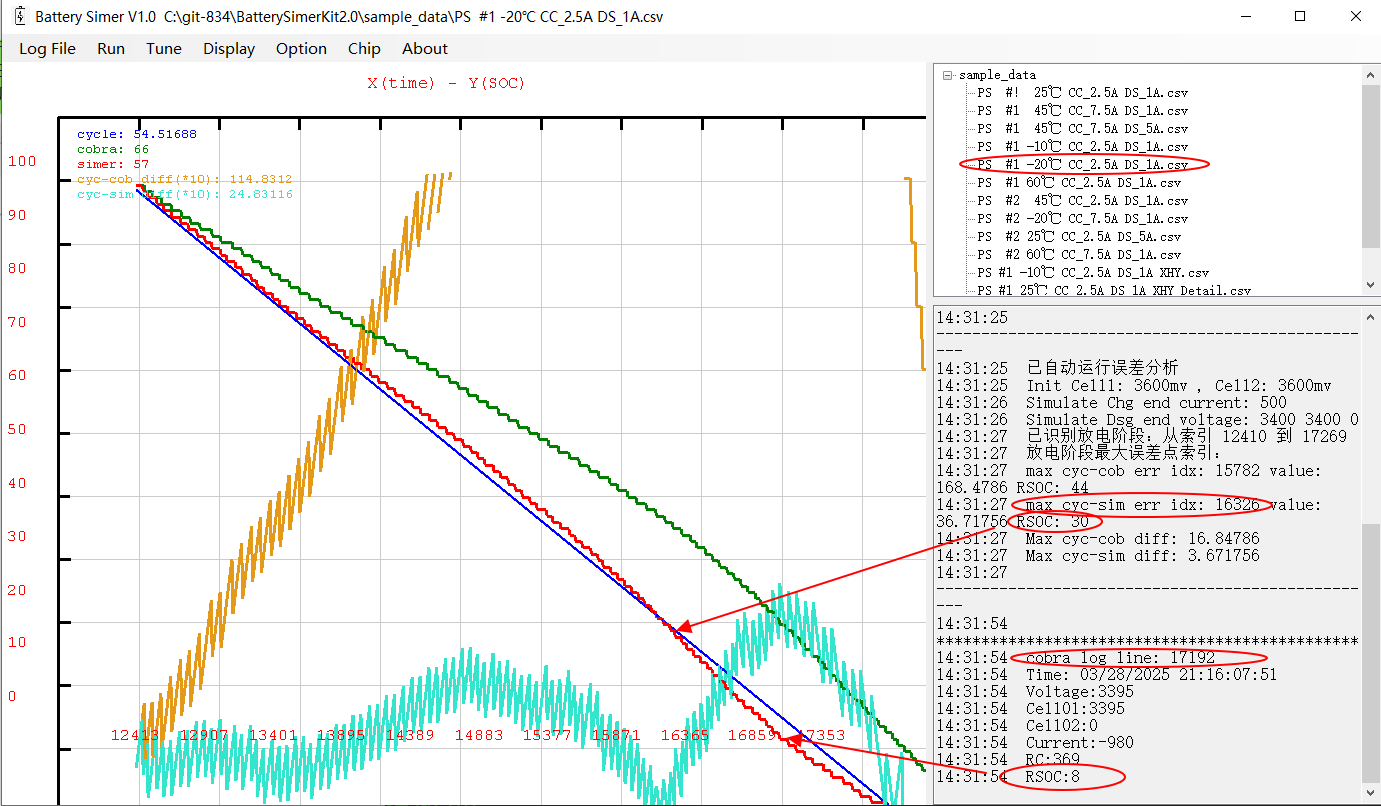 Battery Simer V1.0 C:\git-834\BatterySimerKit2.0\sample_data\PS #1 -20℃ CC_2.5A DS_1A.csv
Log File Run Tune Display Option Chip About
X(time) - Y(SOC)
cycle: 54.51688
cobra: 66
simer: 57
cyc-cob diff(*10): 114.8312
cyc-sim diff(*10): 24.83116
100
90
80
70
60
50
40
30
20
10
0
12413 12907 13401 13895 14389 14883 15377 15871 16365 16859 17353
sample_data
PS #! 25℃ CC_2.5A DS_1A.csv
PS #1 45℃ CC_7.5A DS_1A.csv
PS #1 45℃ CC_7.5A DS_5A.csv
PS #1 -10℃ CC_2.5A DS_1A.csv
PS #1 -20℃ CC_2.5A DS_1A.csv
PS #1 60℃ CC_2.5A DS_1A.csv
PS #2 45℃ CC_2.5A DS_1A.csv
PS #2 -20℃ CC_7.5A DS_1A.csv
PS #2 25℃ CC_2.5A DS_5A.csv
PS #2 60℃ CC_7.5A DS_1A.csv
PS #1 -10℃ CC_2.5A DS_1A XHY.csv
PS #1 25℃ CC_2.5A DS_1A XHY Detail.csv
14:31:25
-----------------------------------------------
---
14:31:25 已自动运行误差分析
14:31:25 Init Cell1: 3600mv , Cell2: 3600mv
14:31:26 Simulate Chg end current: 500
14:31:26 Simulate Dsg end voltage: 3400 3400 0
14:31:27 已识别放电阶段: 从索引 12410 到 17269
14:31:27 放电阶段最大误差点索引:
14:31:27 max cyc-cob err idx: 15782 value:
168.4786 RSOC: 44
14:31:27 max cyc-sim err idx: 16326 value:
36.71756 RSOC: 30
14:31:27 Max cyc-cob diff: 16.84786
14:31:27 Max cyc-sim diff: 3.671756
14:31:27
-----------------------------------------------
---
14:31:54
***********************************************
14:31:54 cobra log line: 17192
14:31:54 Time: 03/28/2025 21:16:07:51
14:31:54 Voltage:3395
14:31:54 Cell01:3395
14:31:54 Cell02:0
14:31:54 Current:-980
14:31:54 RC:369
14:31:54 RSOC:8